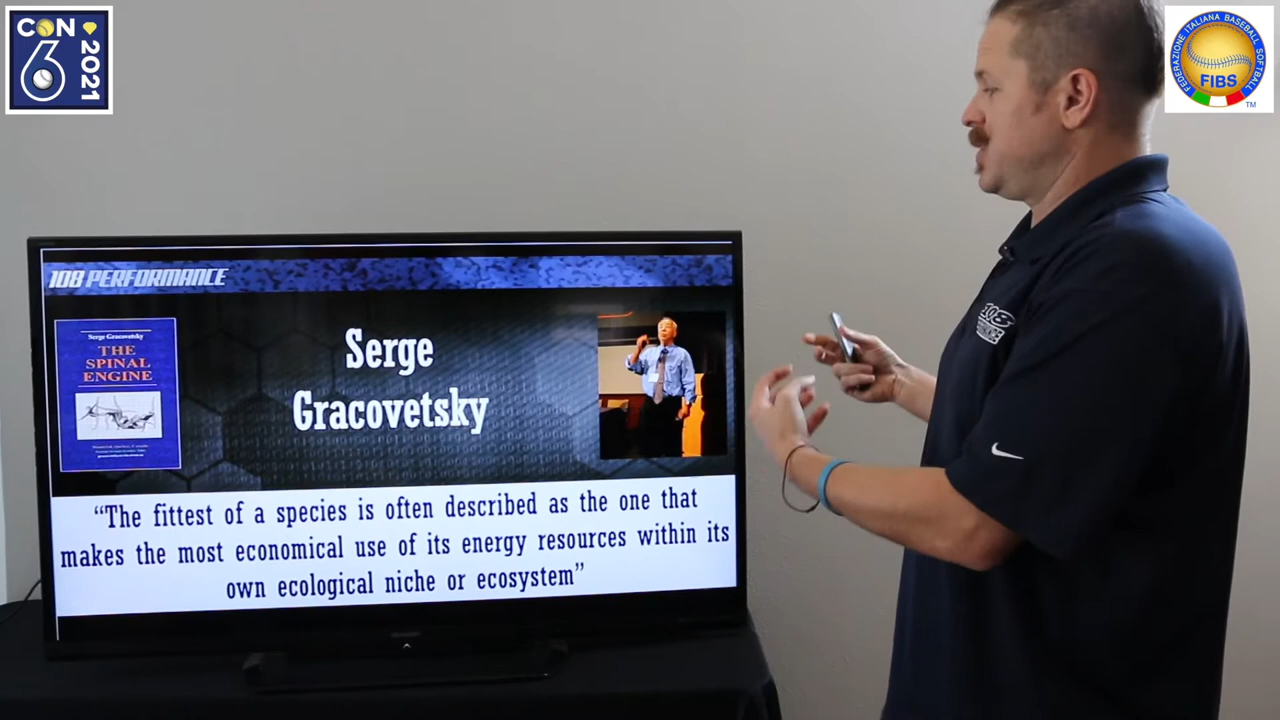 CON
6
2021
FEDERAZIONE ITALIANA BASEBALL SOFTBALL
FIBS
TM
108 PERFORMANCE
Serge Gracovetsky
THE
SPINAL
ENGINE
Serge
Gracovetsky
108
“The fittest of a species is often described as the one that
makes the most economical use of its energy resources within its
own ecological niche or ecosystem”